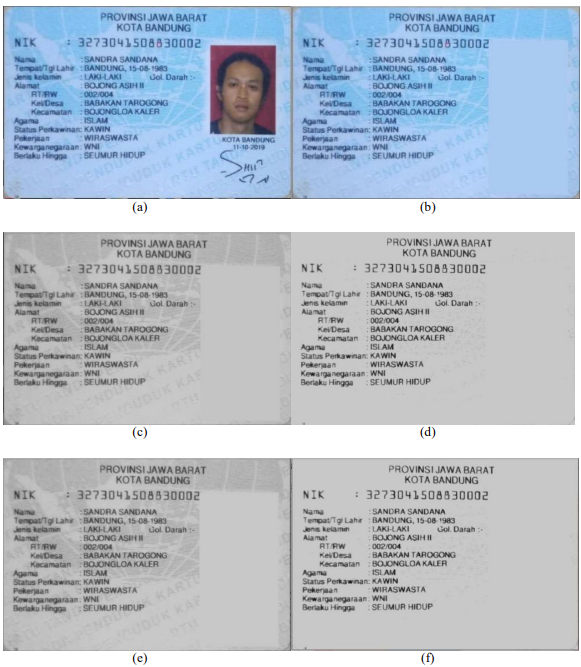 PROVINSI JAWA BARAT
KOTA BANDUNG
NIK : 3273041508830002
Nama : SANDRA SANDANA
Tempat/Tgl Lahir : BANDUNG, 15-08-1983
Jenis kelamin : LAKI-LAKI Gol. Darah :-
Alamat : BOJONG ASIH II
RT/RW : 002/004
Kel/Desa : BABAKAN TAROGONG
Kecamatan : BOJONGLOA KALER
Agama : ISLAM
Status Perkawinan: KAWIN
Pekerjaan : WIRASWASTA
Kewarganegaraan: WNI
Berlaku Hingga : SEUMUR HIDUP
KOTA BANDUNG
11-10-2019
(a)
PROVINSI JAWA BARAT
KOTA BANDUNG
NIK : 3273041508830002
Nama : SANDRA SANDANA
Tempat/Tgl Lahir : BANDUNG, 15-08-1983
Jenis kelamin : LAKI-LAKI Gol. Darah :-
Alamat : BOJONG ASIH II
RT/RW : 002/004
Kel/Desa : BABAKAN TAROGONG
Kecamatan : BOJONGLOA KALER
Agama : ISLAM
Status Perkawinan: KAWIN
Pekerjaan : WIRASWASTA
Kewarganegaraan: WNI
Berlaku Hingga : SEUMUR HIDUP
(b)
PROVINSI JAWA BARAT
KOTA BANDUNG
NIK : 3273041508830002
Nama : SANDRA SANDANA
Tempat/Tgl Lahir : BANDUNG, 15-08-1983
Jenis kelamin : LAKI-LAKI Gol. Darah :-
Alamat : BOJONG ASIH II
RT/RW : 002/004
Kel/Desa : BABAKAN TAROGONG
Kecamatan : BOJONGLOA KALER
Agama : ISLAM
Status Perkawinan: KAWIN
Pekerjaan : WIRASWASTA
Kewarganegaraan: WNI
Berlaku Hingga : SEUMUR HIDUP
(c)
PROVINSI JAWA BARAT
KOTA BANDUNG
NIK : 3273041508830002
Nama : SANDRA SANDANA
Tempat/Tgl Lahir : BANDUNG, 15-08-1983
Jenis kelamin : LAKI-LAKI Gol. Darah :-
Alamat : BOJONG ASIH II
RT/RW : 002/004
Kel/Desa : BABAKAN TAROGONG
Kecamatan : BOJONGLOA KALER
Agama : ISLAM
Status Perkawinan: KAWIN
Pekerjaan : WIRASWASTA
Kewarganegaraan: WNI
Berlaku Hingga : SEUMUR HIDUP
(d)
PROVINSI JAWA BARAT
KOTA BANDUNG
NIK : 3273041508830002
Nama : SANDRA SANDANA
Tempat/Tgl Lahir : BANDUNG, 15-08-1983
Jenis kelamin : LAKI-LAKI Gol. Darah :-
Alamat : BOJONG ASIH II
RT/RW : 002/004
Kel/Desa : BABAKAN TAROGONG
Kecamatan : BOJONGLOA KALER
Agama : ISLAM
Status Perkawinan: KAWIN
Pekerjaan : WIRASWASTA
Kewarganegaraan: WNI
Berlaku Hingga : SEUMUR HIDUP
(e)
PROVINSI JAWA BARAT
KOTA BANDUNG
NIK : 3273041508830002
Nama : SANDRA SANDANA
Tempat/Tgl Lahir : BANDUNG, 15-08-1983
Jenis kelamin : LAKI-LAKI Gol. Darah :-
Alamat : BOJONG ASIH II
RT/RW : 002/004
Kel/Desa : BABAKAN TAROGONG
Kecamatan : BOJONGLOA KALER
Agama : ISLAM
Status Perkawinan: KAWIN
Pekerjaan : WIRASWASTA
Kewarganegaraan: WNI
Berlaku Hingga : SEUMUR HIDUP
(f)